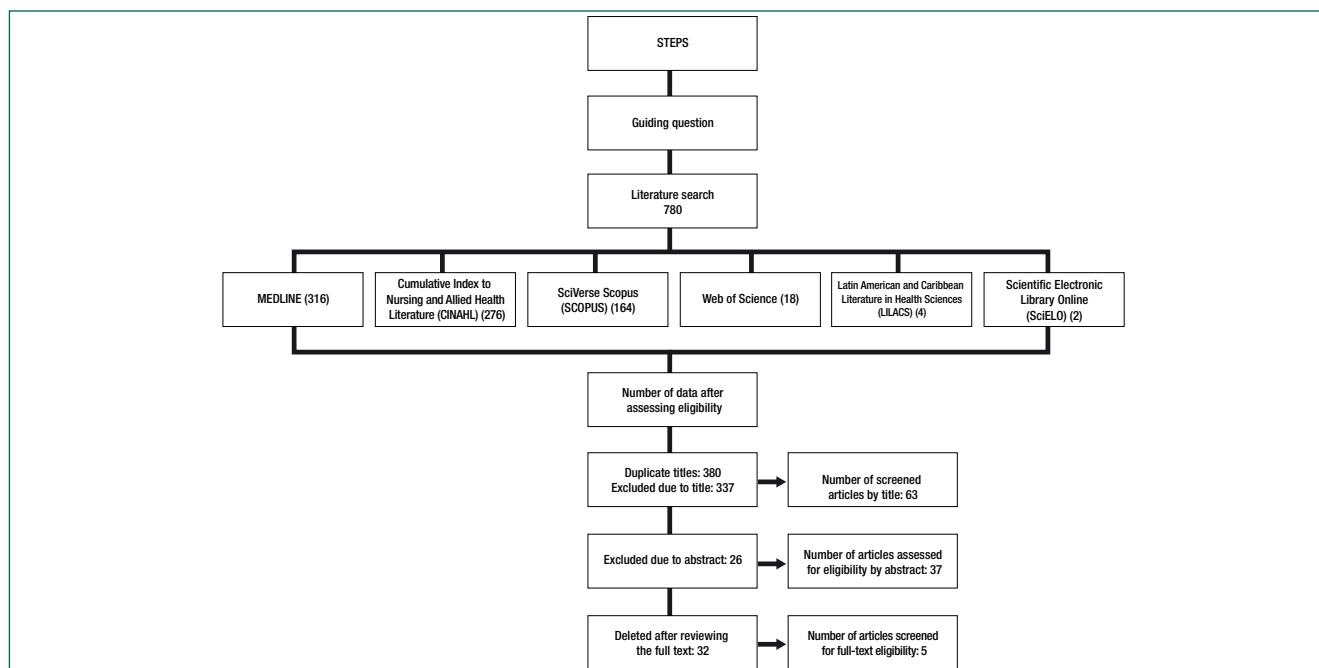 STEPS
Guiding question
Literature search
780
MEDLINE (316)
Cumulative Index to
Nursing and Allied Health
Literature (CINAHL) (276)
SciVerse Scopus
(SCOPUS) (164)
Web of Science (18)
Latin American and Caribbean
Literature in Health Sciences
(LILACS) (4)
Scientific Electronic
Library Online
(SciELO) (2)
Number of data after
assessing eligibility
Duplicate titles: 380
Excluded due to title: 337
Number of screened
articles by title: 63
Excluded due to abstract: 26
Number of articles assessed
for eligibility by abstract: 37
Deleted after reviewing
the full text: 32
Number of articles screened
for full-text eligibility: 5